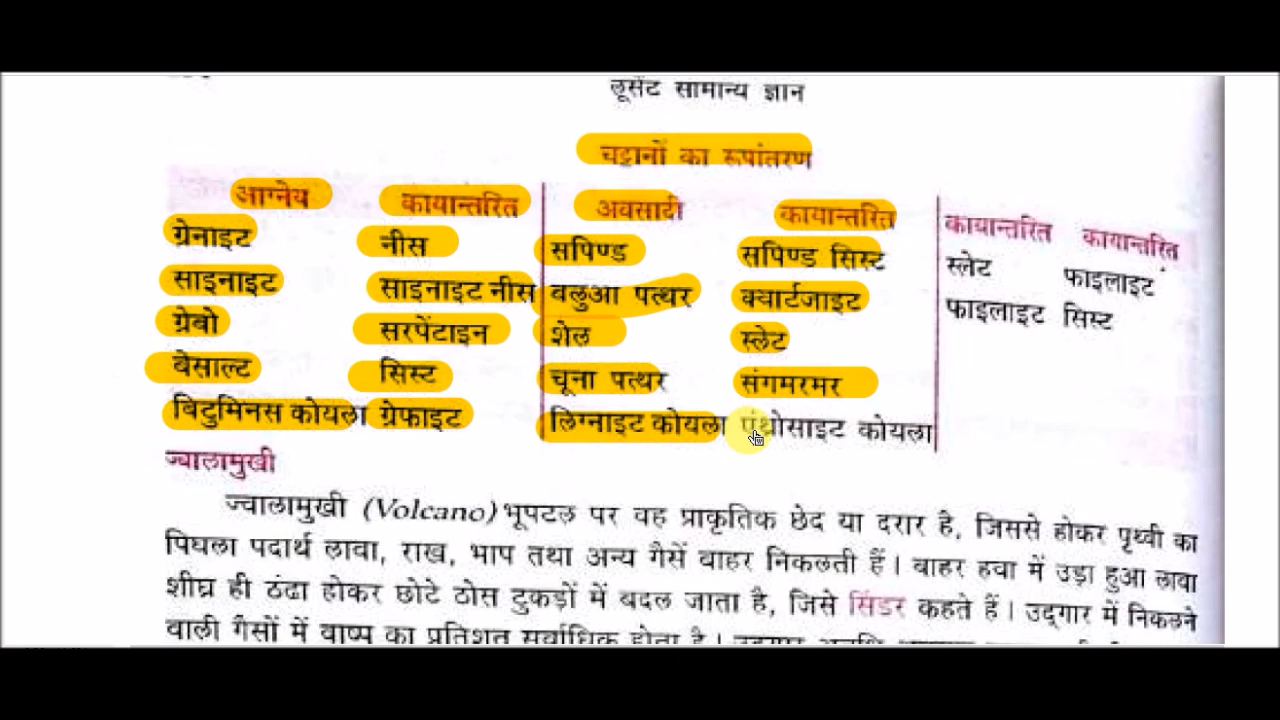 लूसेंट सामान्य ज्ञान
चट्टानों का रूपांतरण
आग्नेय कायान्तरित अवसादी कायान्तरित कायान्तरित कायान्तरित
ग्रेनाइट नीस सपिण्ड सपिण्ड सिस्ट स्लेट फाइलाइट
साइनाइट साइनाइट नीस बलुआ पत्थर क्वार्टजाइट फाइलाइट सिस्ट
ग्रेबो सरपेंटाइन शेल स्लेट
बेसाल्ट सिस्ट चूना पत्थर संगमरमर
बिटुमिनस कोयला ग्रेफाइट लिग्नाइट कोयला एंथ्रोसाइट कोयला
ज्वालामुखी
ज्वालामुखी (Volcano) भूपटल पर वह प्राकृतिक छेद या दरार है, जिससे होकर पृथ्वी का
पिघला पदार्थ लावा, राख, भाप तथा अन्य गैसें बाहर निकलती हैं। बाहर हवा में उड़ा हुआ लावा
शीघ्र ही ठंढा होकर छोटे ठोस टुकड़ों में बदल जाता है, जिसे सिंडर कहते हैं। उद्‌गार में निकलने
वाली गैसों में वाष्प का प्रतिशत सर्वाधिक होता है।